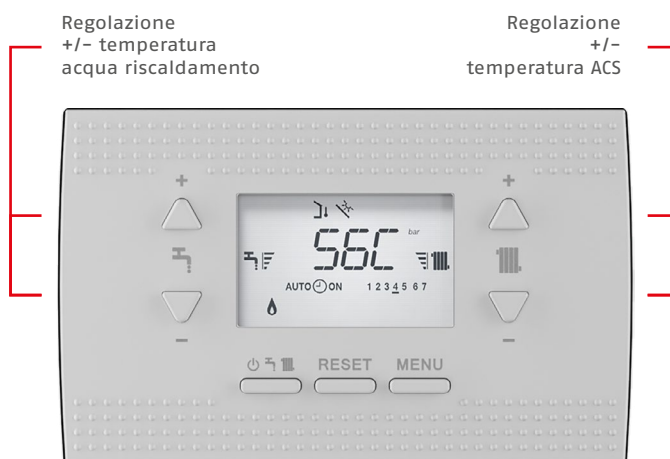 Regolazione
+/- temperatura
acqua riscaldamento
Regolazione
+/-
temperatura ACS
+
+
56C
bar
AUTO ON 1 2 3 4 5 6 7
-
-
RESET MENU